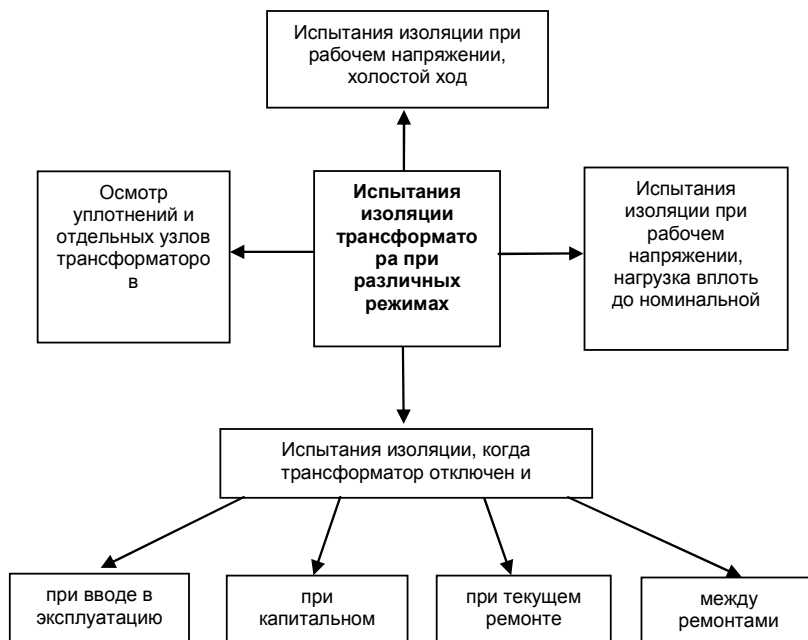 Испытания изоляции при
рабочем напряжении,
холостой ход
Осмотр
уплотнений и
отдельных узлов
трансформаторо
в
Испытания
изоляции
трансформато
ра при
различных
режимах
Испытания
изоляции при
рабочем
напряжении,
нагрузка вплоть
до номинальной
Испытания изоляции, когда
трансформатор отключен и
при вводе в
эксплуатацию
при
капитальном
при текущем
ремонте
между
ремонтами